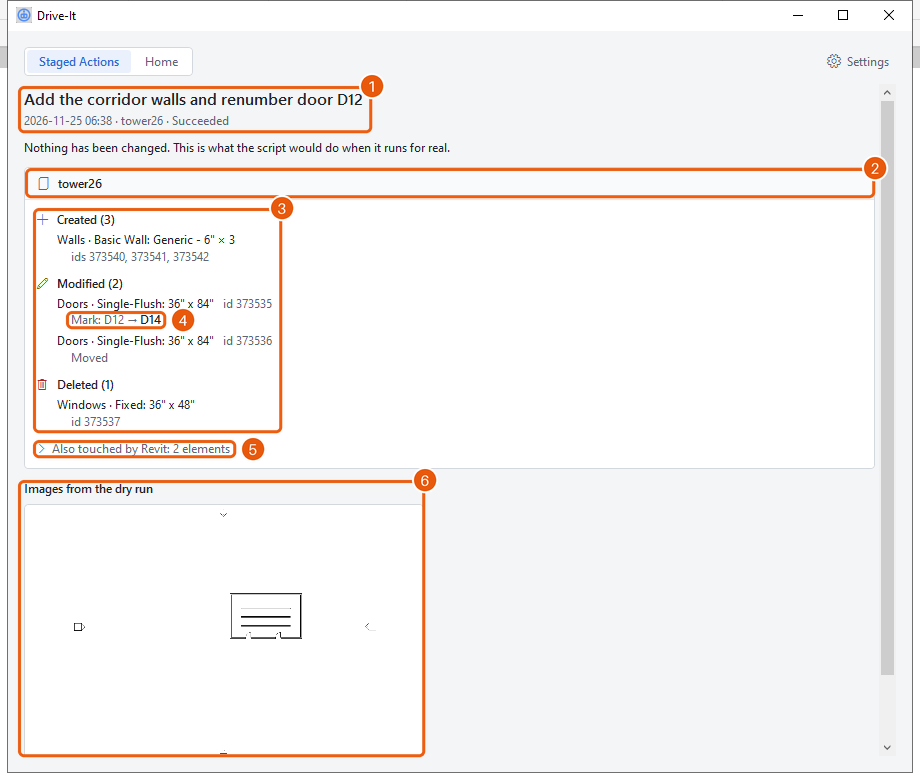 Drive-It
Staged Actions
Home
Settings
1
Add the corridor walls and renumber door D12
2026-11-25 06:38 · tower26 · Succeeded
Nothing has been changed. This is what the script would do when it runs for real.
2
tower26
3
Created (3)
Walls · Basic Wall: Generic - 6" × 3
ids 373540, 373541, 373542
Modified (2)
Doors · Single-Flush: 36" x 84" id 373535
Mark: D12 → D14
4
Doors · Single-Flush: 36" x 84" id 373536
Moved
Deleted (1)
Windows · Fixed: 36" x 48"
id 373537
Also touched by Revit: 2 elements
5
6
Images from the dry run